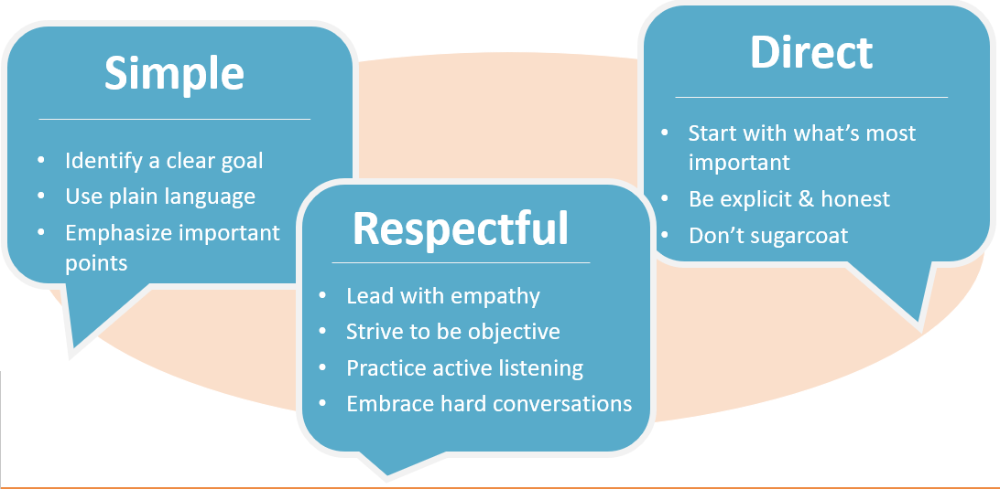 Simple
• Identify a clear goal
• Use plain language
• Emphasize important
points
Respectful
• Lead with empathy
• Strive to be objective
• Practice active listening
• Embrace hard conversations
Direct
• Start with what’s most
important
• Be explicit & honest
• Don’t sugarcoat